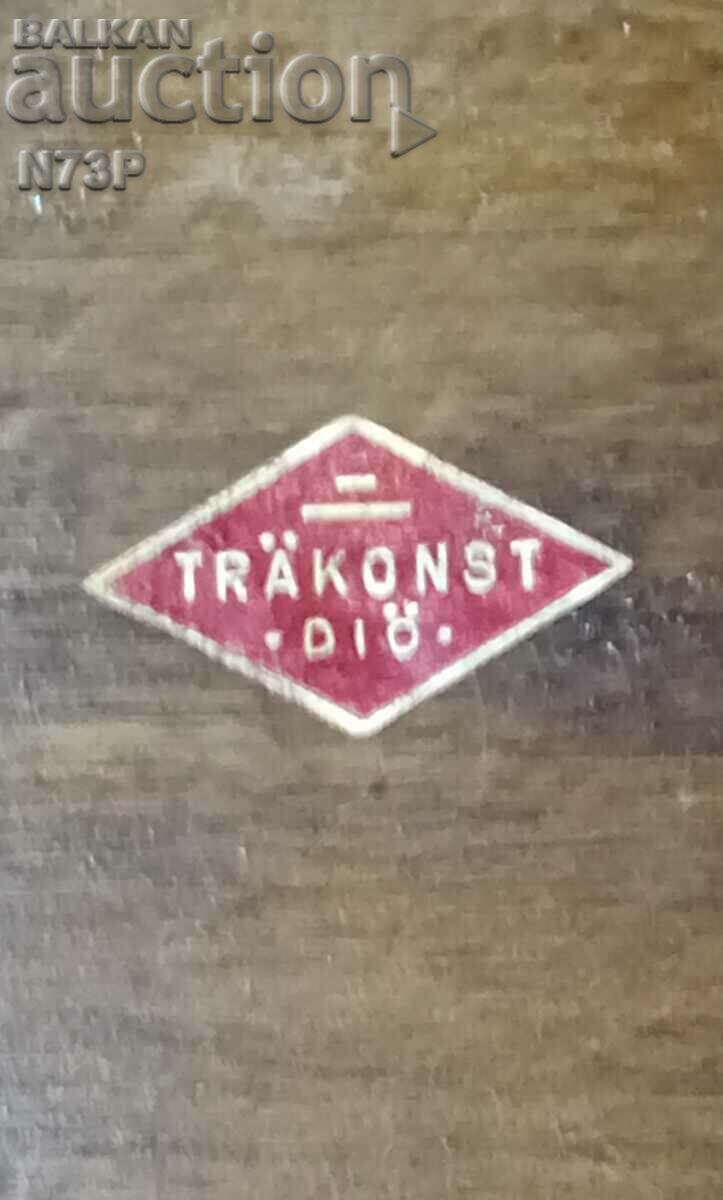 BALKAN
auction
N73P
TRÄKONST
· DIÖ ·